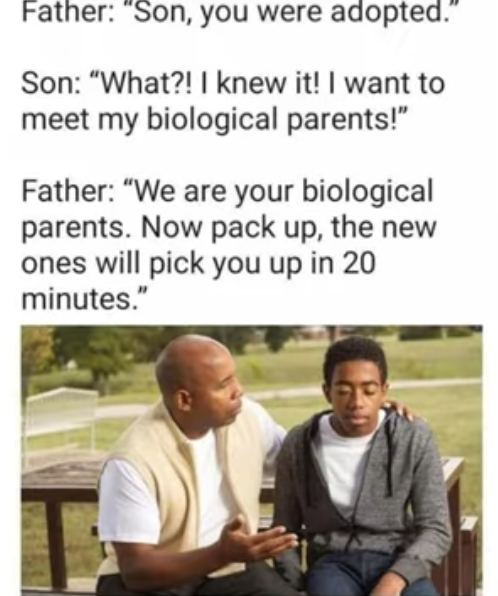 Father: “Son, you were adopted.”
Son: “What?! I knew it! I want to
meet my biological parents!”
Father: “We are your biological
parents. Now pack up, the new
ones will pick you up in 20
minutes.”